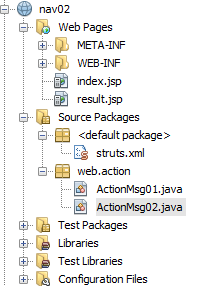 nav02
Web Pages
META-INF
WEB-INF
index.jsp
result.jsp
Source Packages
<default package>
struts.xml
web.action
ActionMsg01.java
ActionMsg02.java
Test Packages
Libraries
Test Libraries
Configuration Files